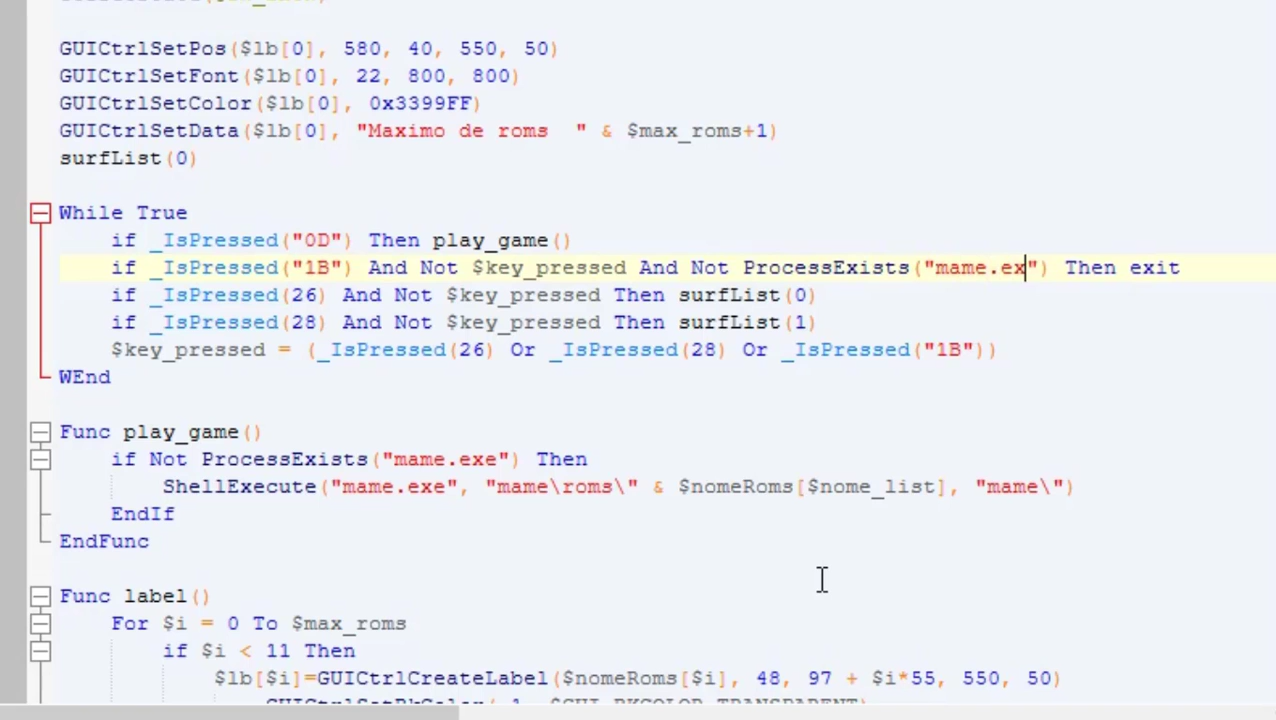 GUICtrlSetPos($lb[0], 580, 40, 550, 50)
GUICtrlSetFont($lb[0], 22, 800, 800)
GUICtrlSetColor($lb[0], 0x3399FF)
GUICtrlSetData($lb[0], "Maximo de roms  " & $max_roms+1)
surfList(0)
While True
if _IsPressed("0D") Then play_game()
if _IsPressed("1B") And Not $key_pressed And Not ProcessExists("mame.ex") Then exit
if _IsPressed(26) And Not $key_pressed Then surfList(0)
if _IsPressed(28) And Not $key_pressed Then surfList(1)
$key_pressed = (_IsPressed(26) Or _IsPressed(28) Or _IsPressed("1B"))
WEnd
Func play_game()
if Not ProcessExists("mame.exe") Then
ShellExecute("mame.exe", "mame\roms\" & $nomeRoms[$nome_list], "mame\")
EndIf
EndFunc
Func label()
For $i = 0 To $max_roms
if $i < 11 Then
$lb[$i]=GUICtrlCreateLabel($nomeRoms[$i], 48, 97 + $i*55, 550, 50)